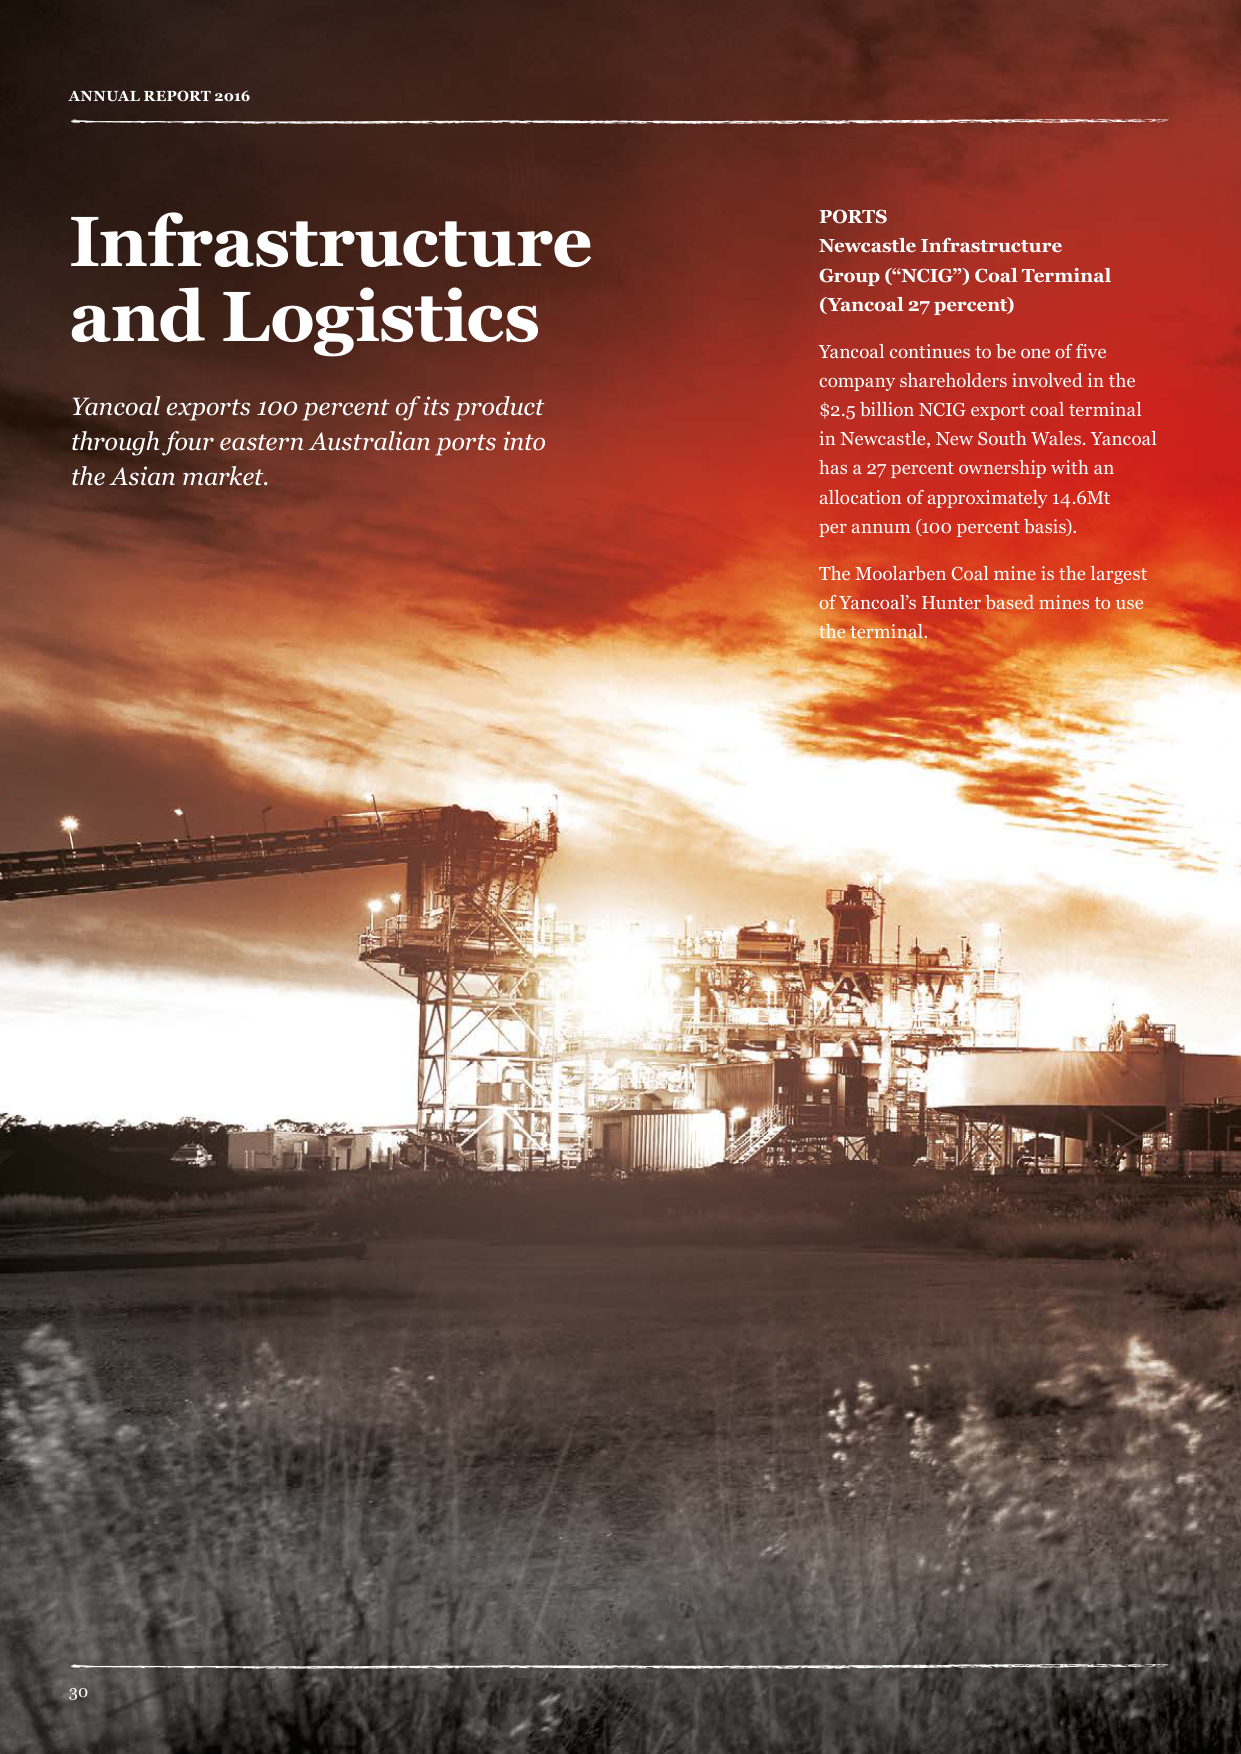 ANNUAL REPORT 2016
Infrastructure
and Logistics
Yancoal exports 100 percent of its product
through four eastern Australian ports into
the Asian market.
PORTS
Newcastle Infrastructure
Group (“NCIG”) Coal Terminal
(Yancoal 27 percent)
Yancoal continues to be one of five
company shareholders involved in the
$2.5 billion NCIG export coal terminal
in Newcastle, New South Wales. Yancoal
has a 27 percent ownership with an
allocation of approximately 14.6Mt
per annum (100 percent basis).
The Moolarben Coal mine is the largest
of Yancoal’s Hunter based mines to use
the terminal.
30